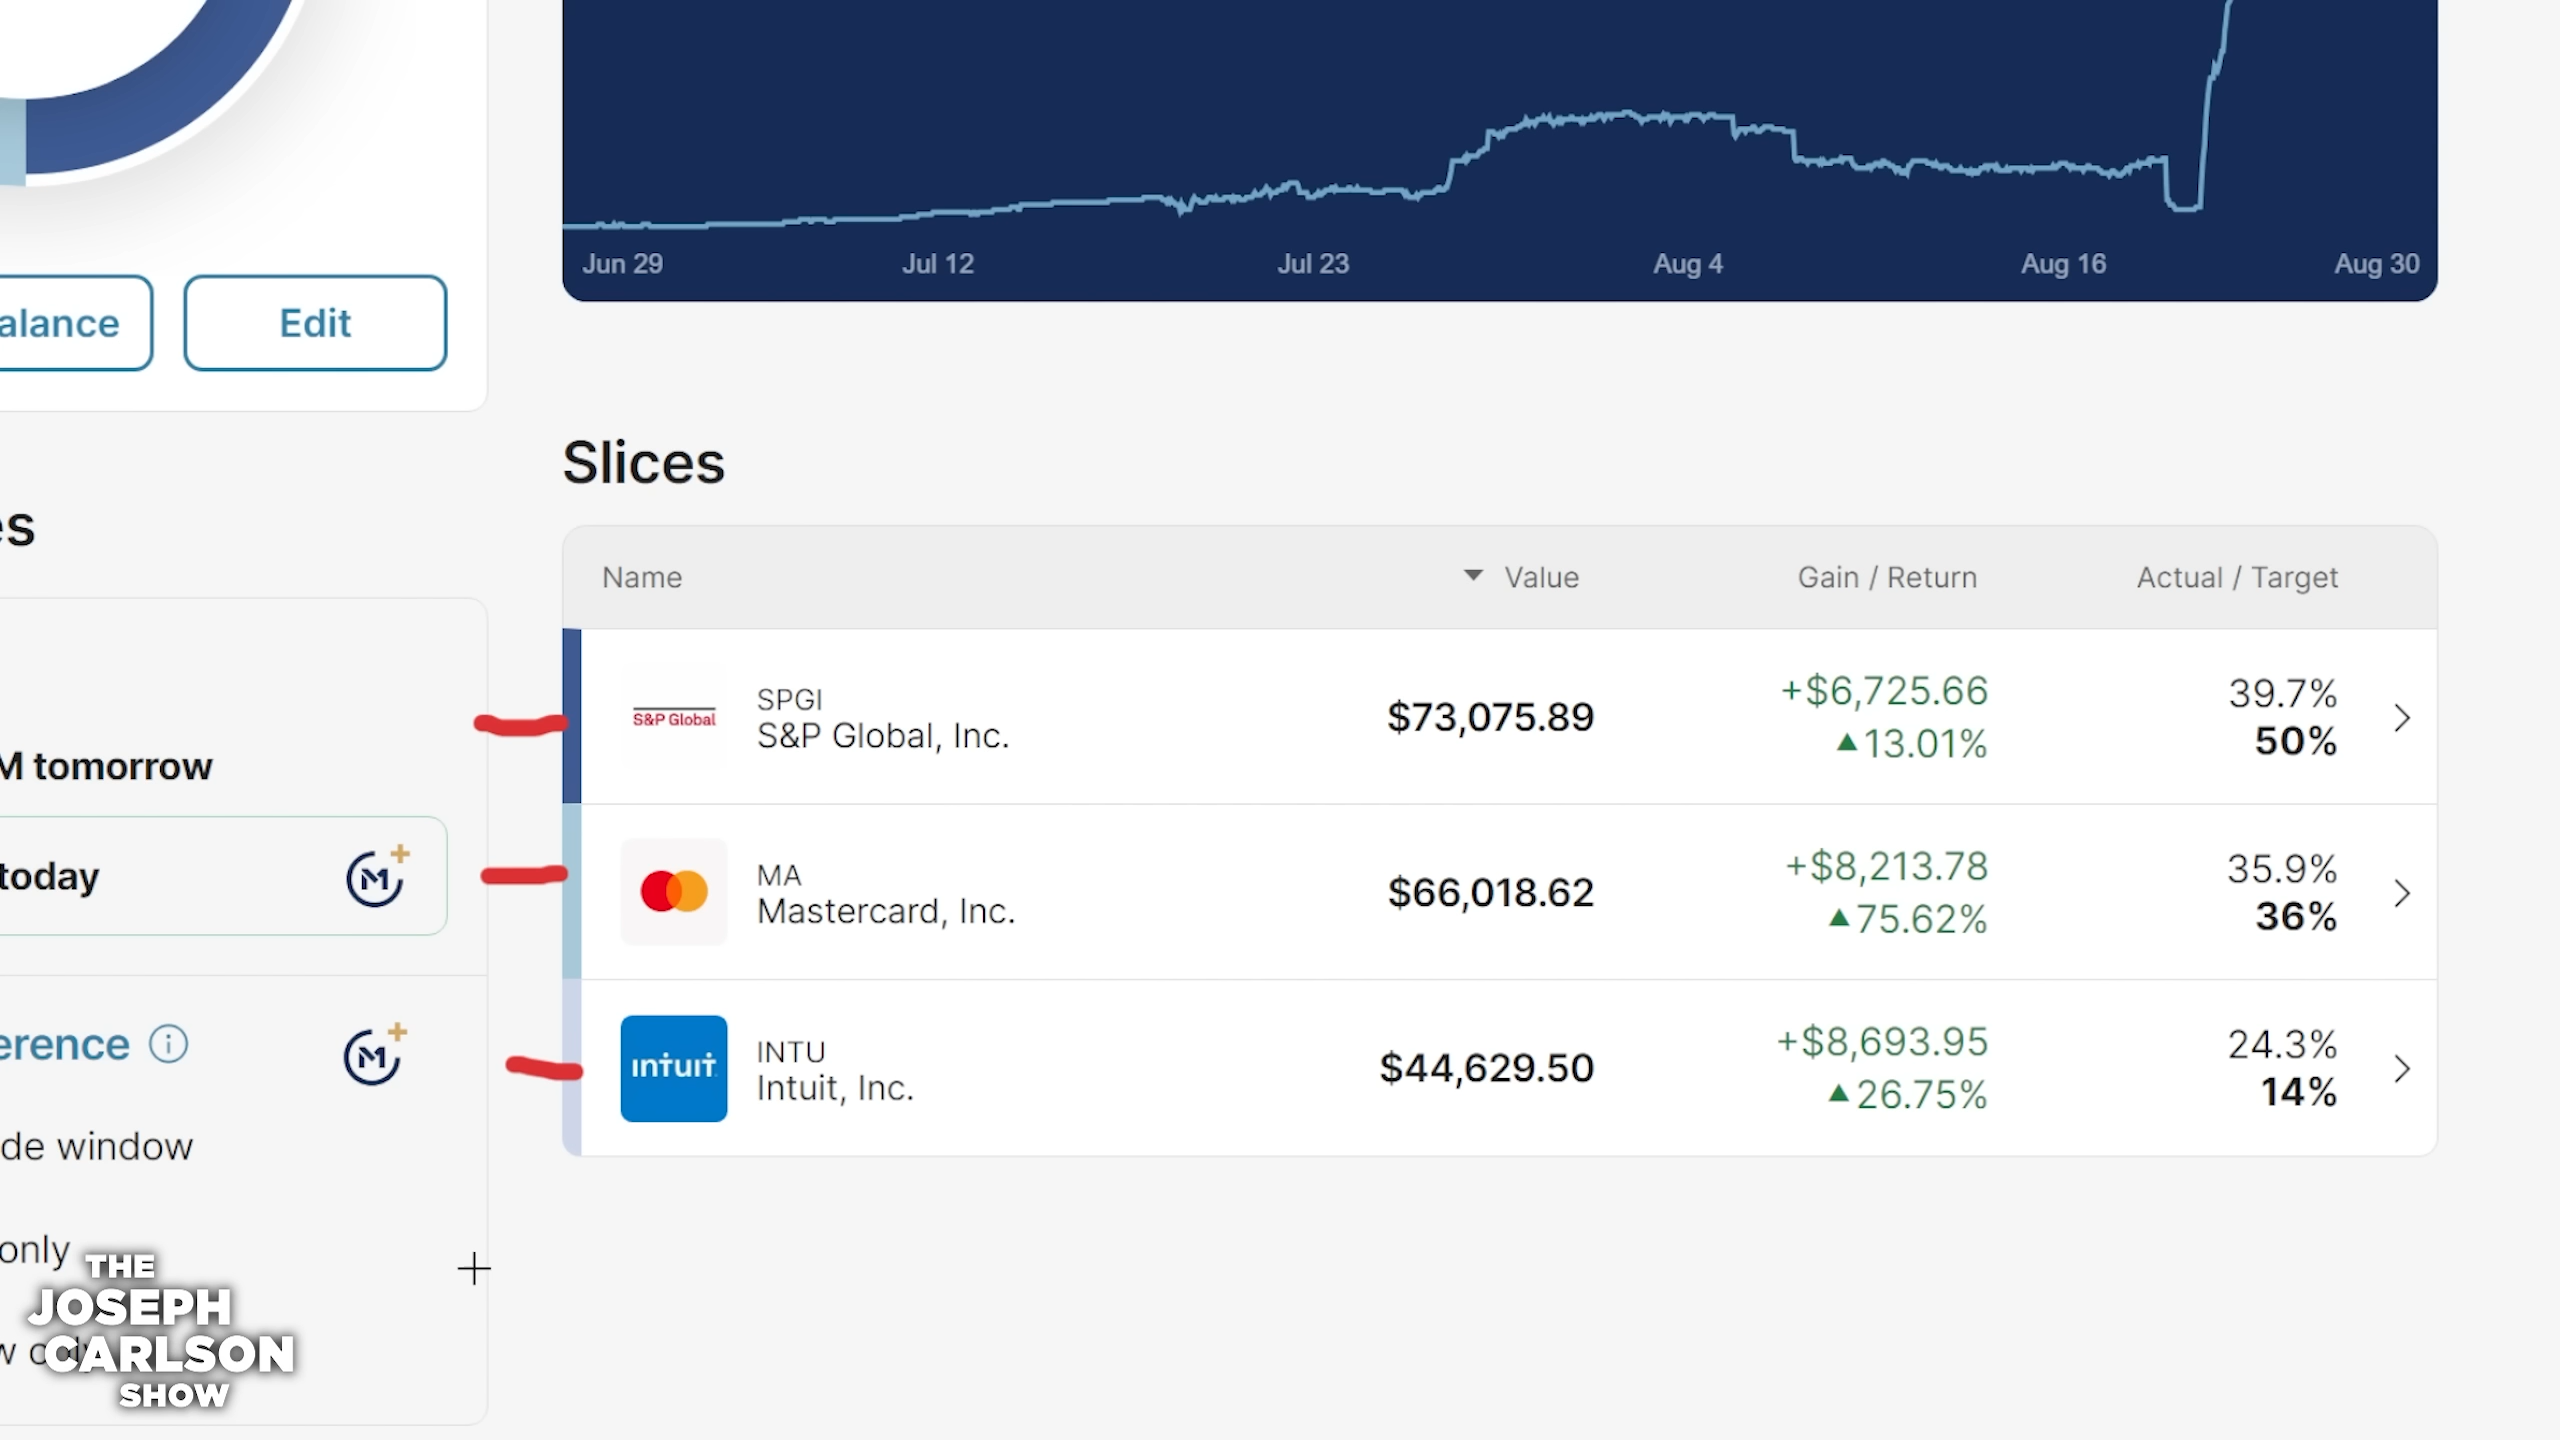 Jun 29
Jul 12
Jul 23
Aug 4
Aug 16
Aug 30
alance
Edit
Slices
es
Name
Value
Gain / Return
Actual / Target
S&P Global
SPGI
S&P Global, Inc.
$73,075.89
+$6,725.66
▲13.01%
39.7%
50%
M tomorrow
today
M+
MA
Mastercard, Inc.
$66,018.62
+$8,213.78
▲75.62%
35.9%
36%
erence
M+
intuit
INTU
Intuit, Inc.
$44,629.50
+$8,693.95
▲26.75%
24.3%
14%
de window
only
THE
JOSEPH
CARLSON
SHOW